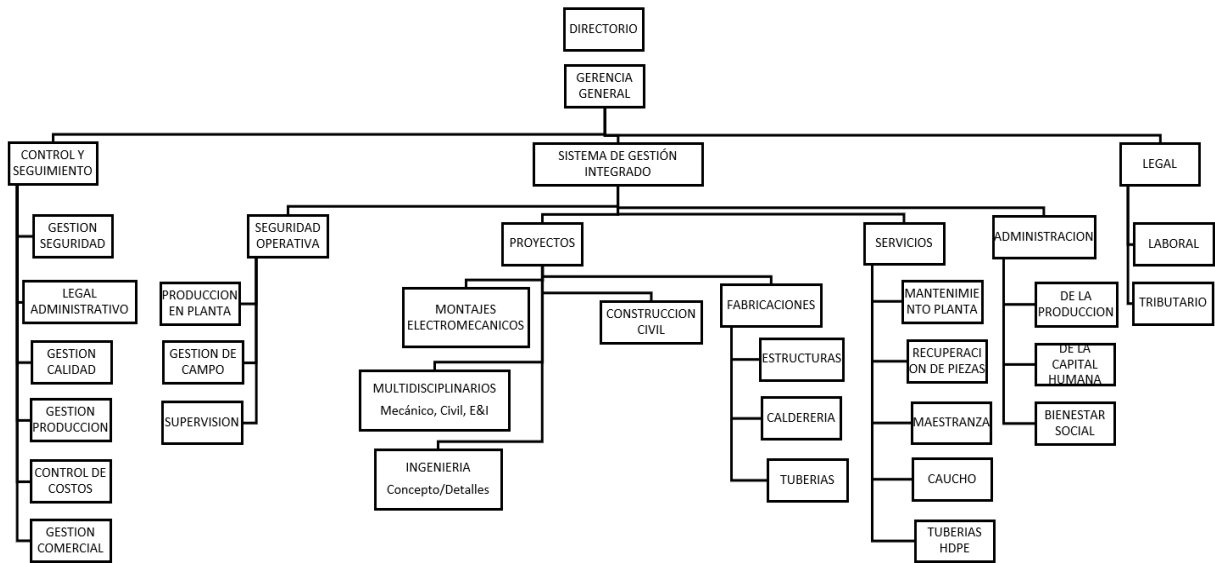 DIRECTORIO
GERENCIA
GENERAL
CONTROL Y
SEGUIMIENTO
SISTEMA DE GESTIÓN
INTEGRADO
LEGAL
GESTION
SEGURIDAD
LEGAL
ADMINISTRATIVO
GESTION
CALIDAD
GESTION
PRODUCCION
CONTROL DE
COSTOS
GESTION
COMERCIAL
SEGURIDAD
OPERATIVA
PRODUCCION
EN PLANTA
GESTION DE
CAMPO
SUPERVISION
PROYECTOS
MONTAJES
ELECTROMECANICOS
MULTIDISCIPLINARIOS
Mecánico, Civil, E&I
INGENIERIA
Concepto/Detalles
CONSTRUCCION
CIVIL
FABRICACIONES
ESTRUCTURAS
CALDERERIA
TUBERIAS
SERVICIOS
MANTENIMIE
NTO PLANTA
RECUPERACI
ON DE PIEZAS
MAESTRANZA
CAUCHO
TUBERIAS
HDPE
ADMINISTRACION
DE LA
PRODUCCION
DE LA
CAPITAL
HUMANA
BIENESTAR
SOCIAL
LABORAL
TRIBUTARIO